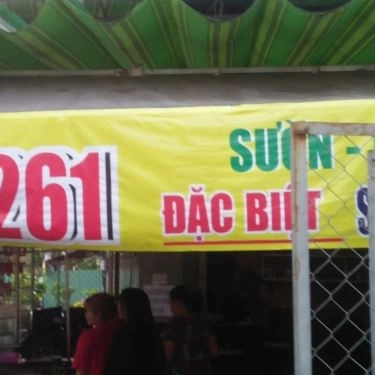 261
SƯỜN -
ĐẶC BIỆT S